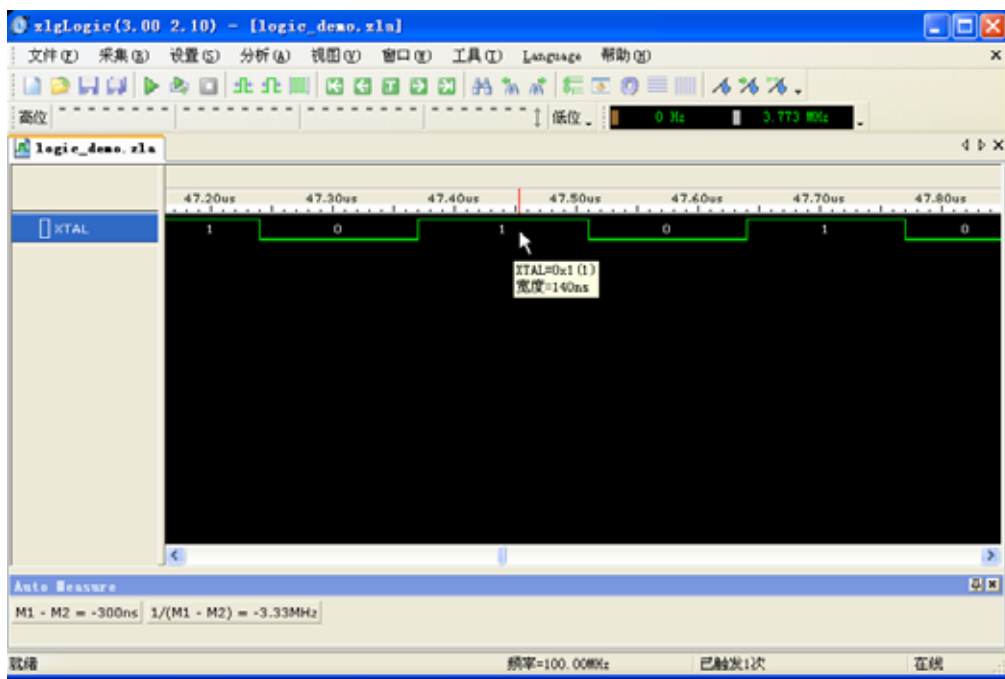 zlgLogic(3.00 2.10) - [logic_demo.zla]
文件(F) 采集(B) 设置(S) 分析(A) 视图(V) 窗口(W) 工具(T) Language 帮助(H)
高位 低位 0 Hz 3.773 MHz
logic_demo.zla
47.20us 47.30us 47.40us 47.50us 47.60us 47.70us 47.80us
XTAL 1 0 1 0 1 0
XTAL=0x1(1)
宽度=140ns
Auto Measure
M1 - M2 = -300ns 1/(M1 - M2) = -3.33MHz
就绪 频率=100.00MHz 已触发1次 在线